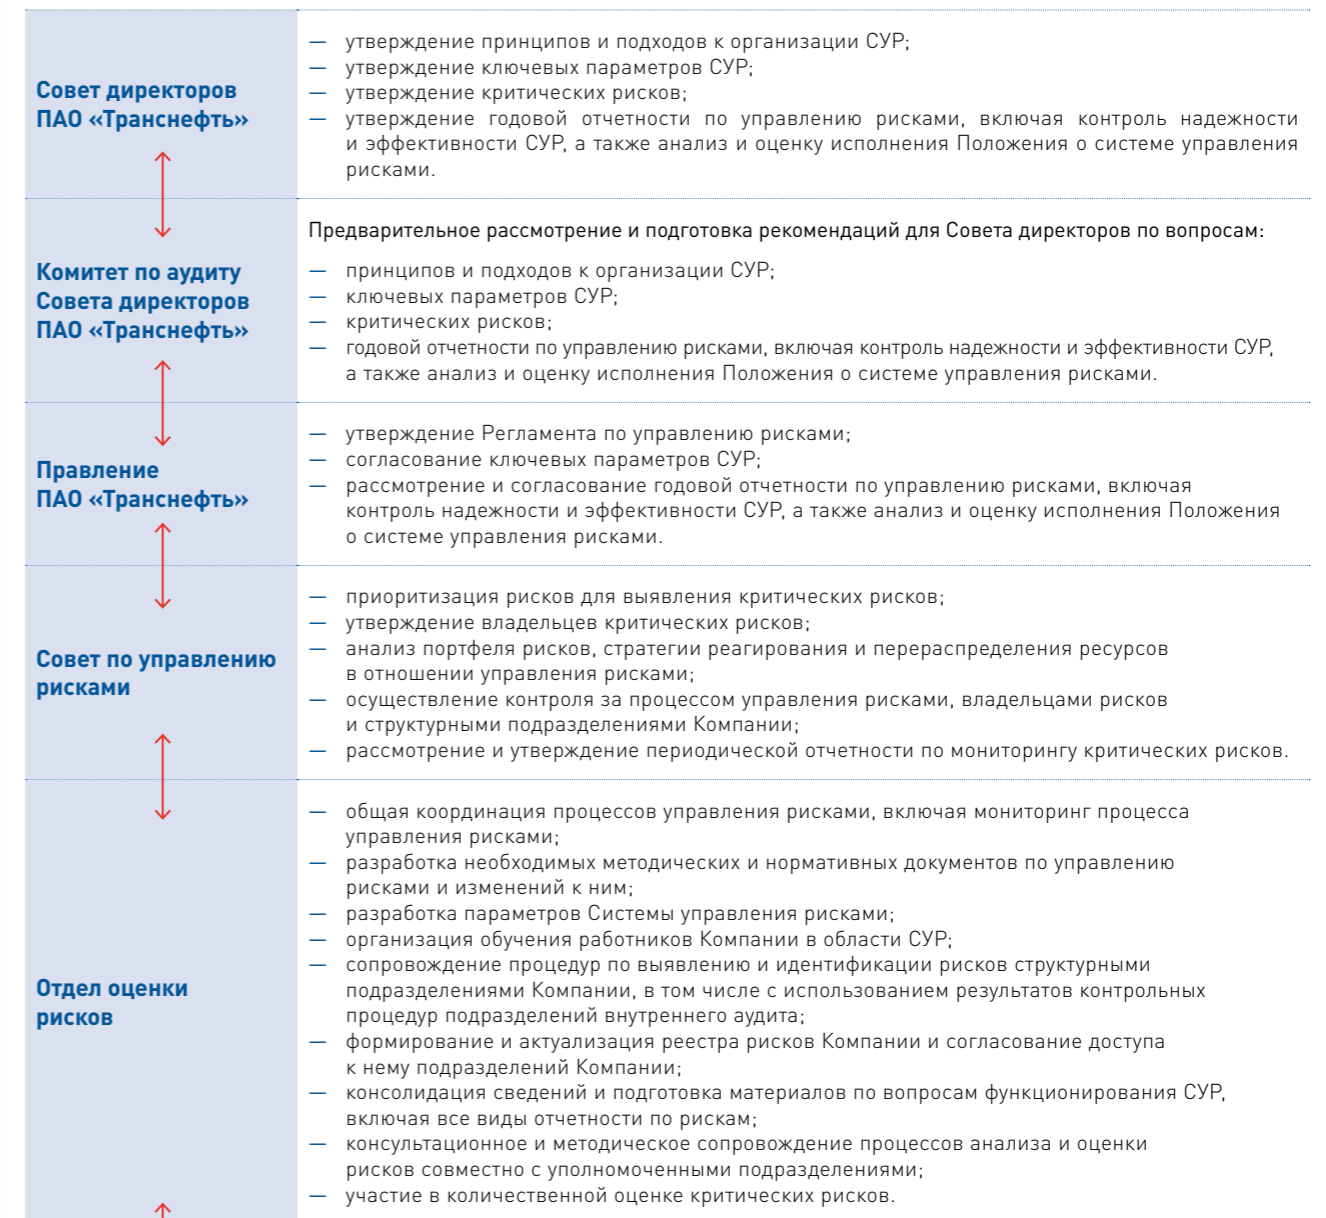 Совет директоров
ПАО «Транснефть»
— утверждение принципов и подходов к организации СУР;
— утверждение ключевых параметров СУР;
— утверждение критических рисков;
— утверждение годовой отчетности по управлению рисками, включая контроль надежности
и эффективности СУР, а также анализ и оценку исполнения Положения о системе управления
рисками.
Комитет по аудиту
Совета директоров
ПАО «Транснефть»
Предварительное рассмотрение и подготовка рекомендаций для Совета директоров по вопросам:
— принципов и подходов к организации СУР;
— ключевых параметров СУР;
— критических рисков;
— годовой отчетности по управлению рисками, включая контроль надежности и эффективности СУР,
а также анализ и оценку исполнения Положения о системе управления рисками.
Правление
ПАО «Транснефть»
— утверждение Регламента по управлению рисками;
— согласование ключевых параметров СУР;
— рассмотрение и согласование годовой отчетности по управлению рисками, включая
контроль надежности и эффективности СУР, а также анализ и оценку исполнения Положения
о системе управления рисками.
Совет по управлению
рисками
— приоритизация рисков для выявления критических рисков;
— утверждение владельцев критических рисков;
— анализ портфеля рисков, стратегии реагирования и перераспределения ресурсов
в отношении управления рисками;
— осуществление контроля за процессом управления рисками, владельцами рисков
и структурными подразделениями Компании;
— рассмотрение и утверждение периодической отчетности по мониторингу критических рисков.
Отдел оценки
рисков
— общая координация процессов управления рисками, включая мониторинг процесса
управления рисками;
— разработка необходимых методических и нормативных документов по управлению
рисками и изменений к ним;
— разработка параметров Системы управления рисками;
— организация обучения работников Компании в области СУР;
— сопровождение процедур по выявлению и идентификации рисков структурными
подразделениями Компании, в том числе с использованием результатов контрольных
процедур подразделений внутреннего аудита;
— формирование и актуализация реестра рисков Компании и согласование доступа
к нему подразделений Компании;
— консолидация сведений и подготовка материалов по вопросам функционирования СУР,
включая все виды отчетности по рискам;
— консультационное и методическое сопровождение процессов анализа и оценки
рисков совместно с уполномоченными подразделениями;
— участие в количественной оценке критических рисков.